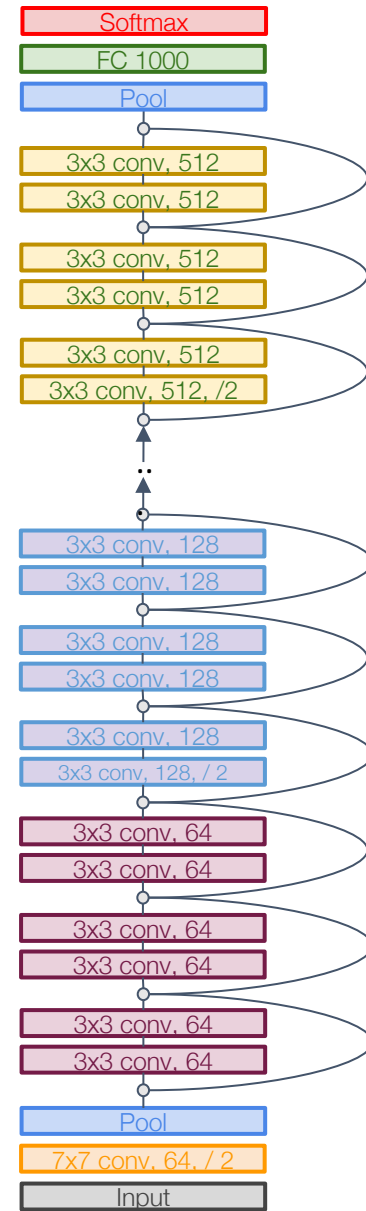 Softmax
FC 1000
Pool
3x3 conv, 512
3x3 conv, 512
3x3 conv, 512
3x3 conv, 512
3x3 conv, 512
3x3 conv, 512, /2
..
.
3x3 conv, 128
3x3 conv, 128
3x3 conv, 128
3x3 conv, 128
3x3 conv, 128
3x3 conv, 128, / 2
3x3 conv, 64
3x3 conv, 64
3x3 conv, 64
3x3 conv, 64
3x3 conv, 64
3x3 conv, 64
Pool
7x7 conv, 64, / 2
Input